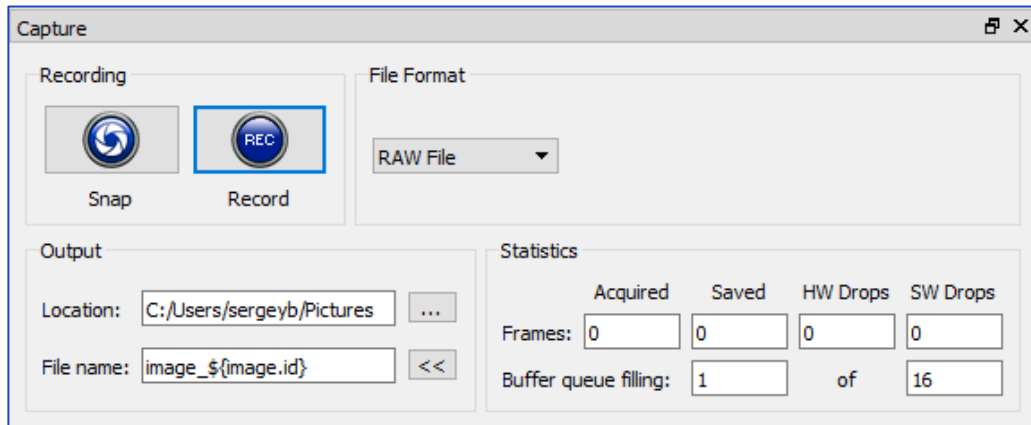 Capture
Recording
File Format
REC
RAW File
Snap Record
Output
Statistics
Acquired Saved HW Drops SW Drops
Location: C:/Users/sergeyb/Pictures ...
Frames: 0 0 0 0
File name: image_${image.id} <<
Buffer queue filling: 1 of 16